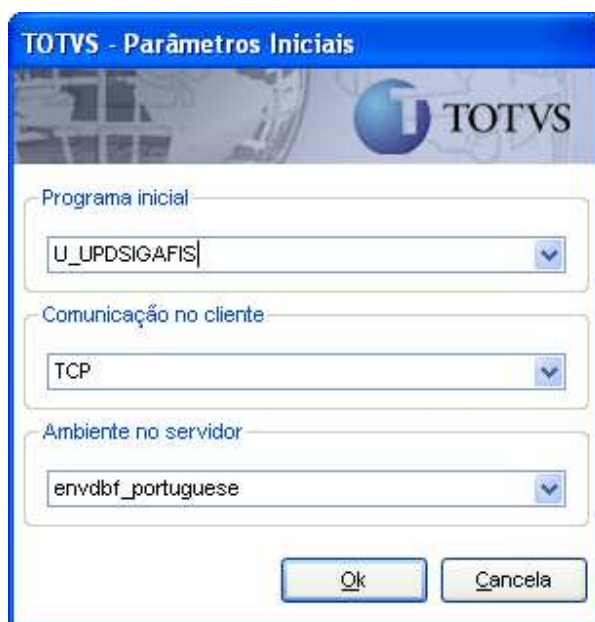 TOTVS - Parâmetros Iniciais
TOTVS
Programa inicial
U_UPDSIGAFIS
Comunicação no cliente
TCP
Ambiente no servidor
envdbf_portuguese
Ok
Cancela